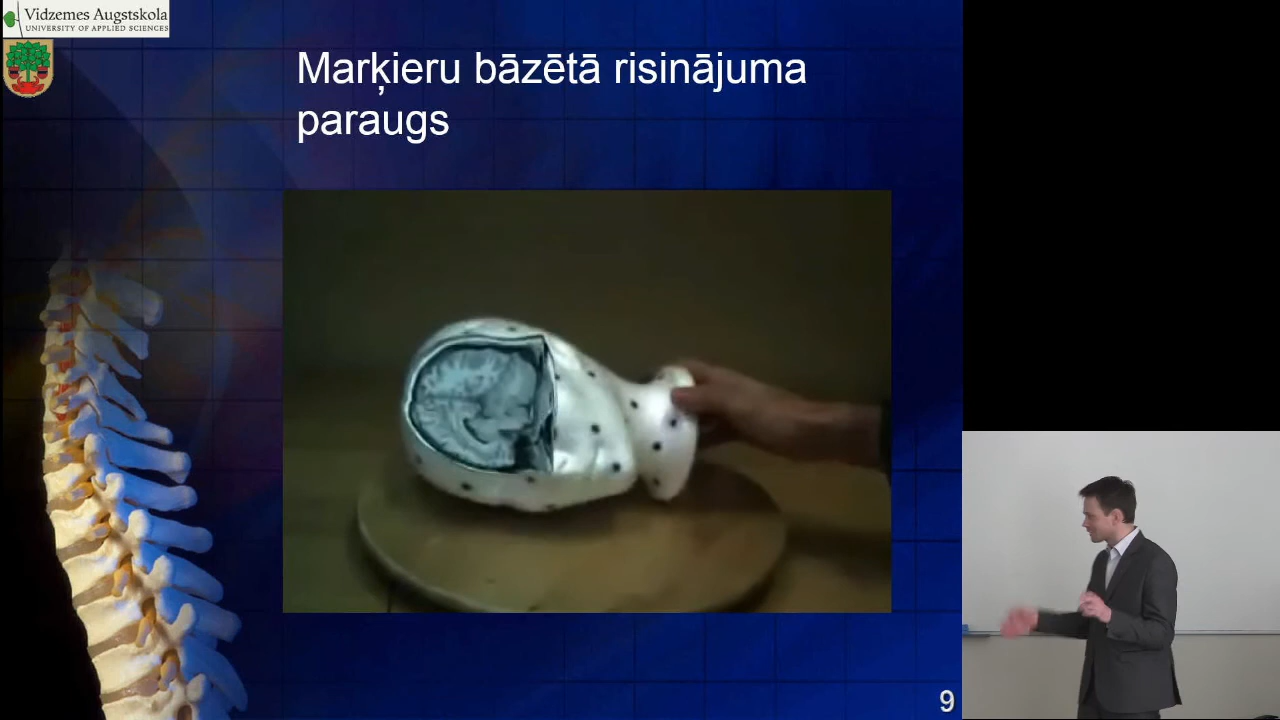 Vidzemes Augstskola
UNIVERSITY OF APPLIED SCIENCES
Marķieru bāzētā risinājuma
paraugs
9